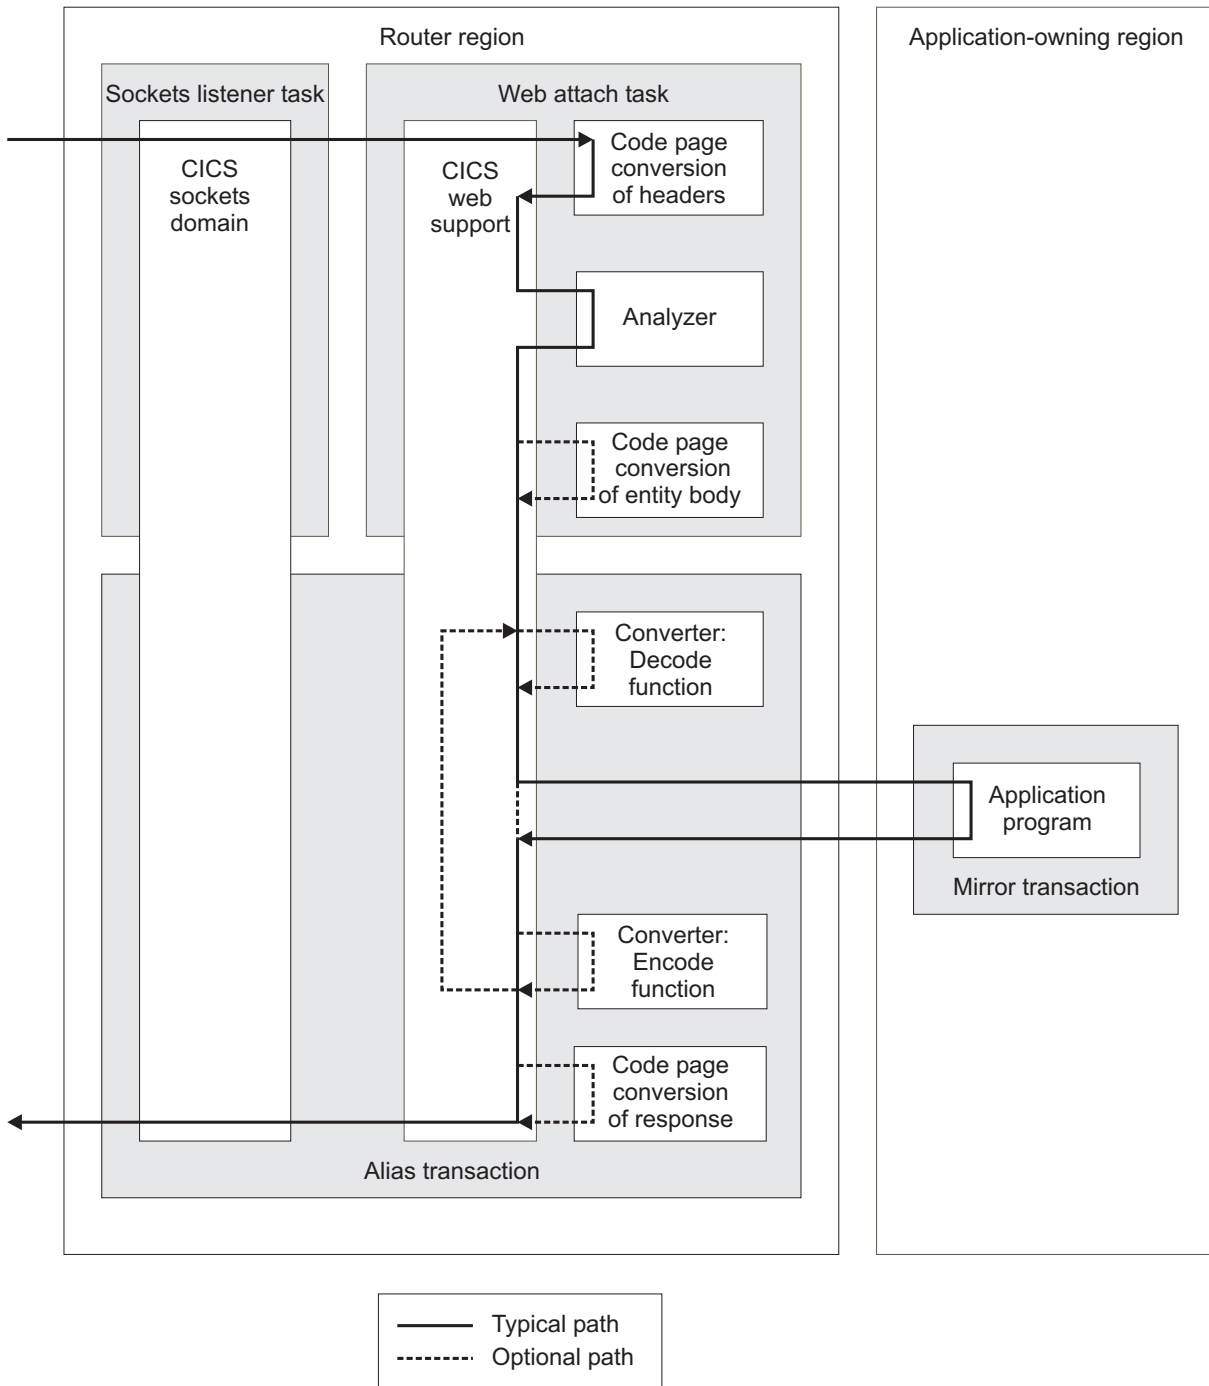 Router region
Application-owning region
Sockets listener task
Web attach task
CICS
sockets
domain
CICS
web
support
Code page
conversion
of headers
Analyzer
Code page
conversion
of entity body
Converter:
Decode
function
Application
program
Mirror transaction
Converter:
Encode
function
Code page
conversion
of response
Alias transaction
Typical path
Optional path